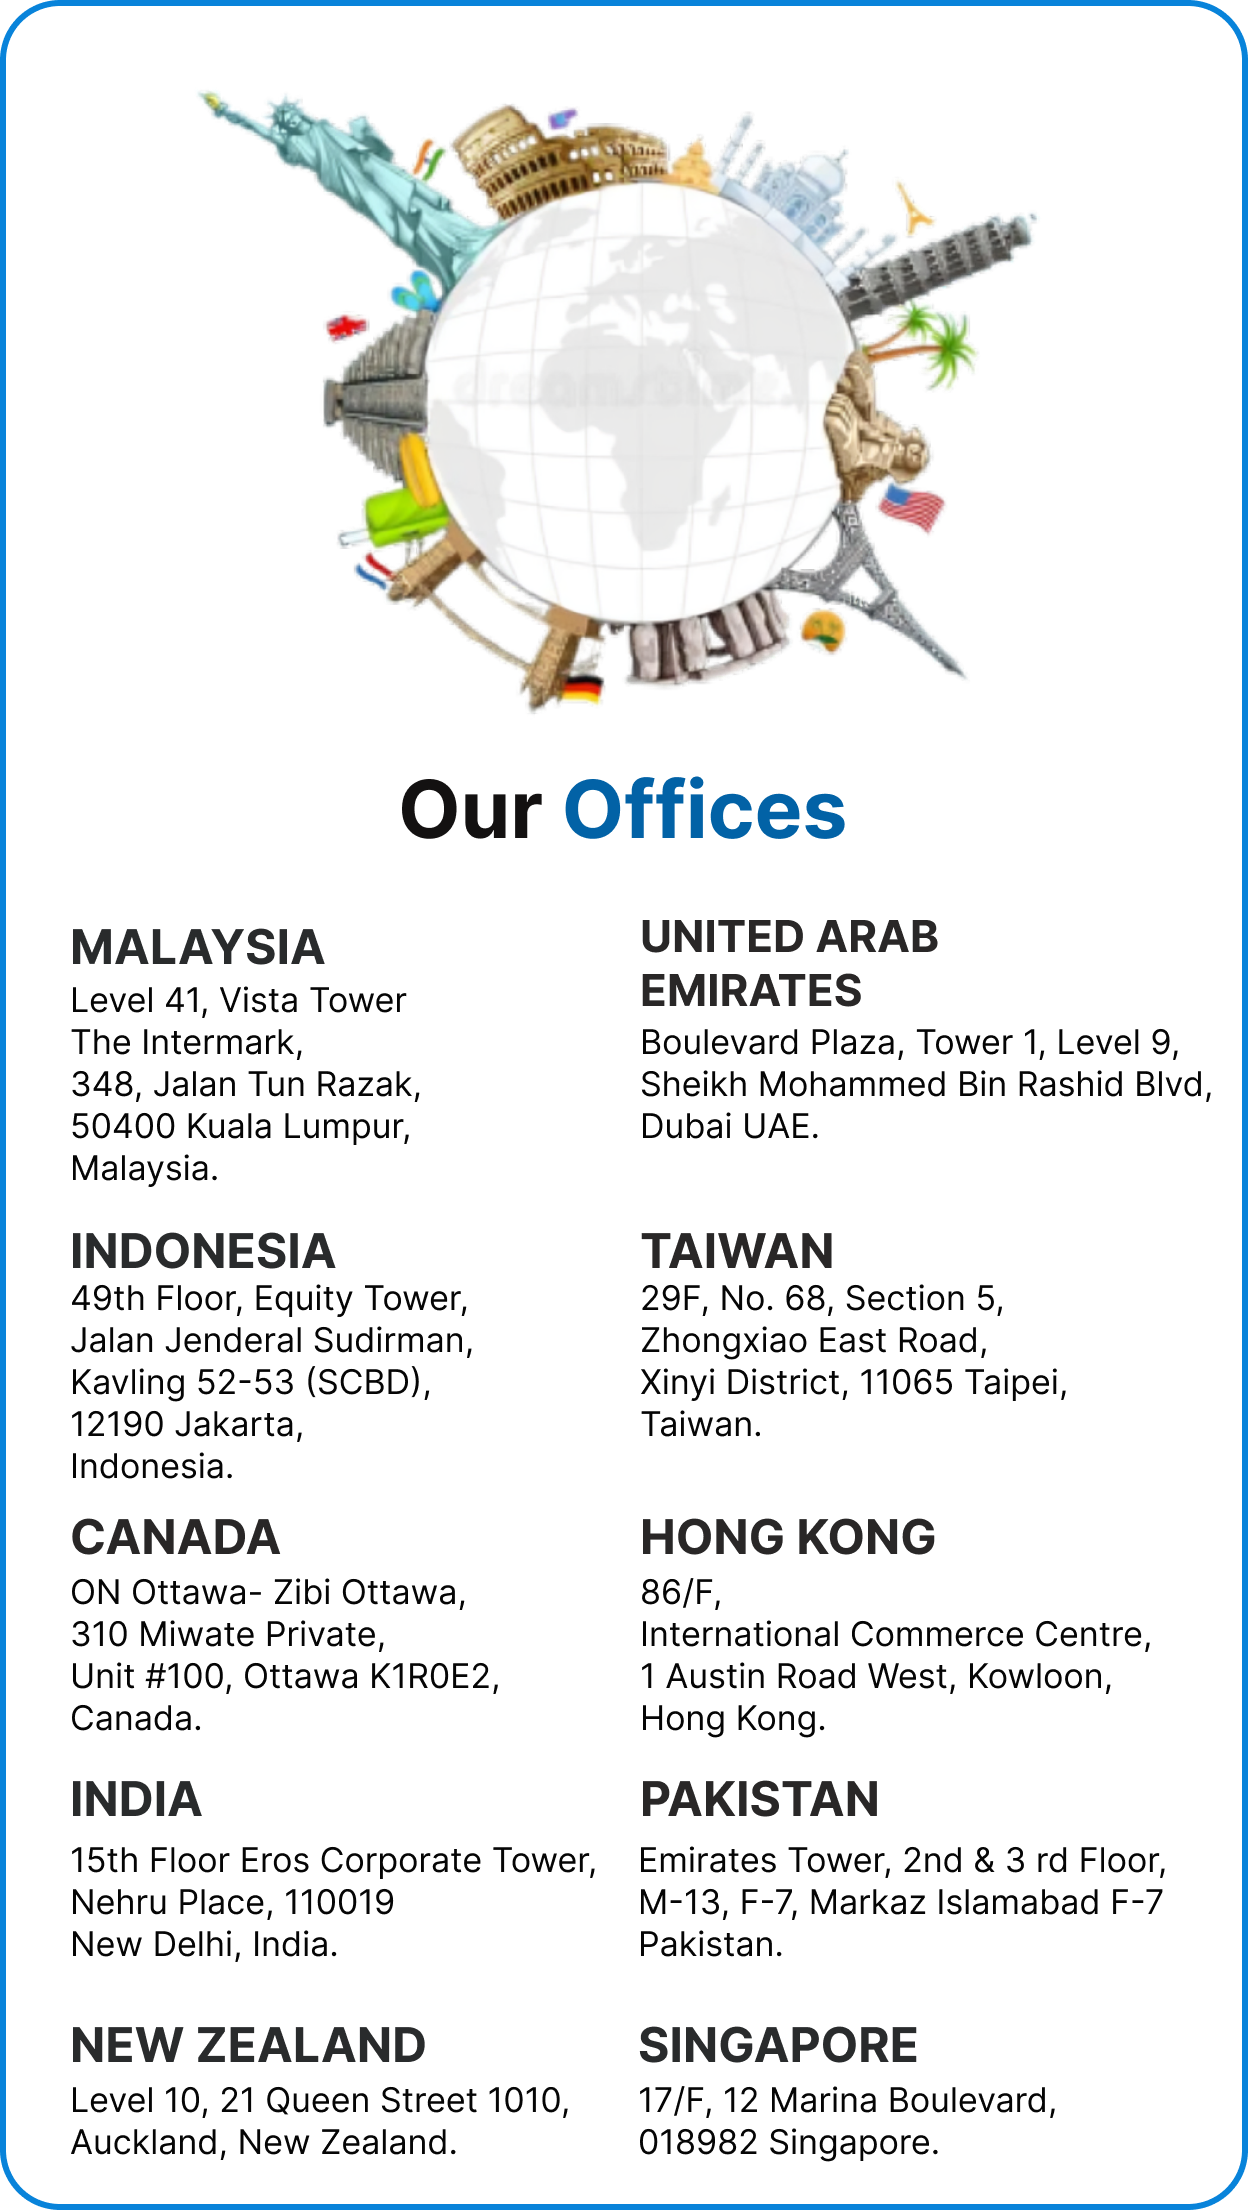 Our Offices
MALAYSIA
Level 41, Vista Tower
The Intermark,
348, Jalan Tun Razak,
50400 Kuala Lumpur,
Malaysia.
UNITED ARAB
EMIRATES
Boulevard Plaza, Tower 1, Level 9,
Sheikh Mohammed Bin Rashid Blvd,
Dubai UAE.
INDONESIA
49th Floor, Equity Tower,
Jalan Jenderal Sudirman,
Kavling 52-53 (SCBD),
12190 Jakarta,
Indonesia.
TAIWAN
29F, No. 68, Section 5,
Zhongxiao East Road,
Xinyi District, 11065 Taipei,
Taiwan.
CANADA
ON Ottawa- Zibi Ottawa,
310 Miwate Private,
Unit #100, Ottawa K1R0E2,
Canada.
HONG KONG
86/F,
International Commerce Centre,
1 Austin Road West, Kowloon,
Hong Kong.
INDIA
15th Floor Eros Corporate Tower,
Nehru Place, 110019
New Delhi, India.
PAKISTAN
Emirates Tower, 2nd & 3 rd Floor,
M-13, F-7, Markaz Islamabad F-7
Pakistan.
NEW ZEALAND
Level 10, 21 Queen Street 1010,
Auckland, New Zealand.
SINGAPORE
17/F, 12 Marina Boulevard,
018982 Singapore.